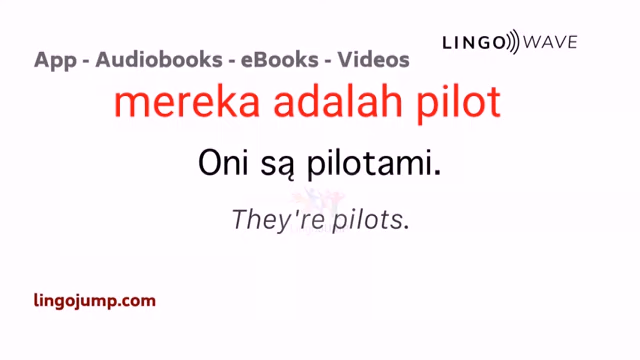 LINGO WAVE
App - Audiobooks - eBooks - Videos
mereka adalah pilot
Oni są pilotami.
They're pilots.
lingojump.com